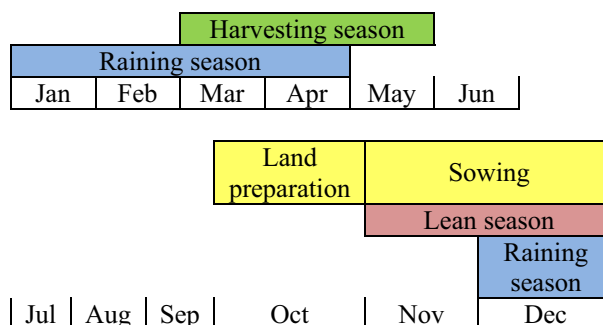 Harvesting season
Raining season
Jan Feb Mar Apr May Jun
Land
preparation
Sowing
Lean season
Raining
season
Jul Aug Sep Oct Nov Dec